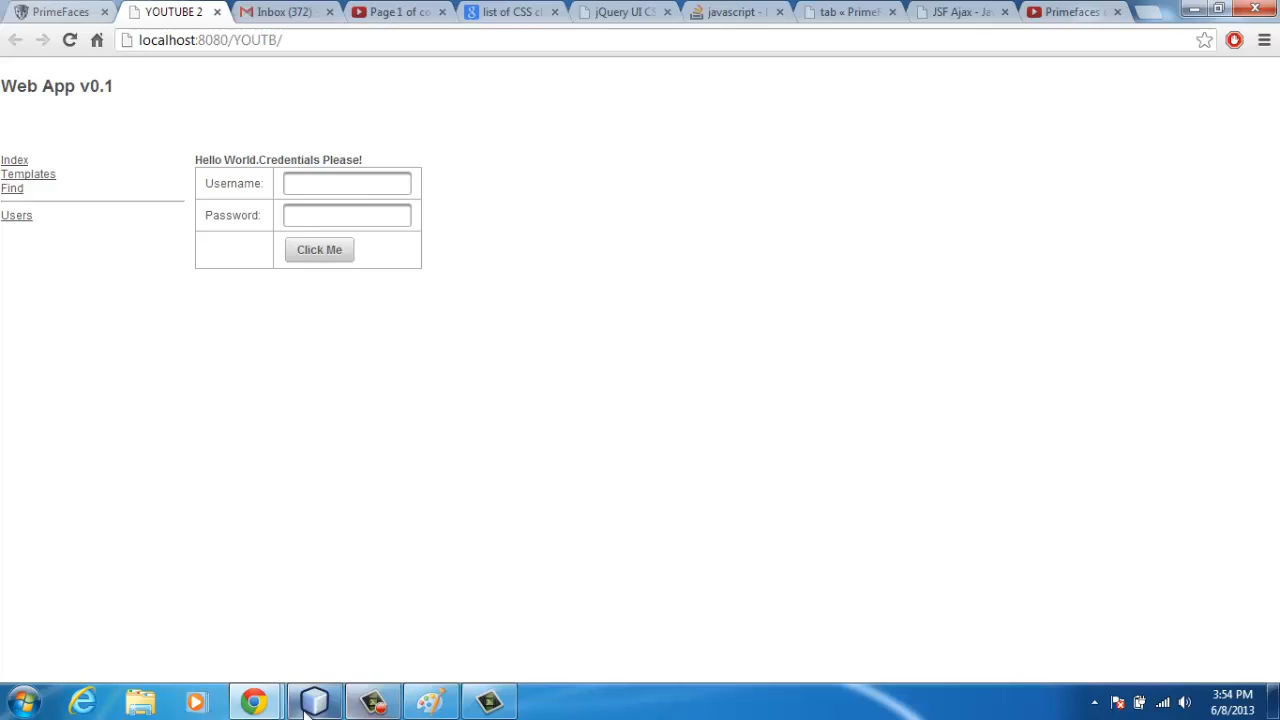 PrimeFaces
YOUTUBE 2
Inbox (372)
Page 1 of co
list of CSS cl
jQuery UI CS
javascript -
tab « Primef
JSF Ajax - Ja
Primefaces
localhost:8080/YOUTB/
Web App v0.1
Index
Templates
Find
Users
Hello World.Credentials Please!
Username:
Password:
Click Me
3:54 PM
6/8/2013